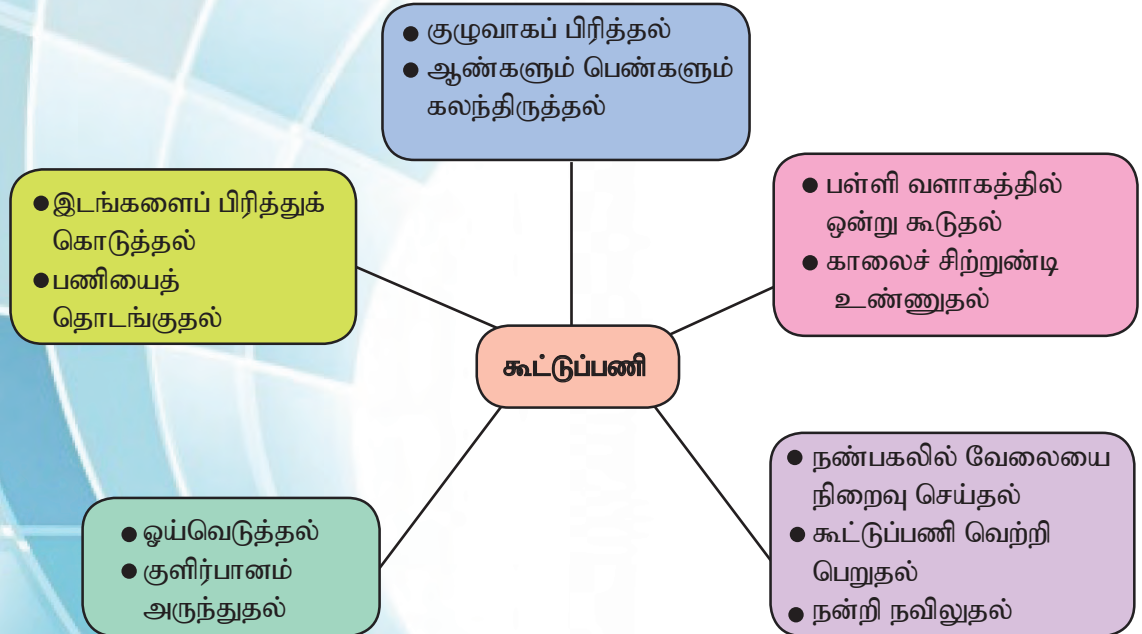 ● குழுவாகப் பிரித்தல்
● ஆண்களும் பெண்களும்
கலந்திருத்தல்
●இடங்களைப் பிரித்துக்
கொடுத்தல்
●பணியைத்
தொடங்குதல்
● பள்ளி வளாகத்தில்
ஒன்று கூடுதல்
● காலைச் சிற்றுண்டி
உண்ணுதல்
கூட்டுப்பணி
● ஓய்வெடுத்தல்
● குளிர்பானம்
அருந்துதல்
● நண்பகலில் வேலையை
நிறைவு செய்தல்
● கூட்டுப்பணி வெற்றி
பெறுதல்
● நன்றி நவிலுதல்